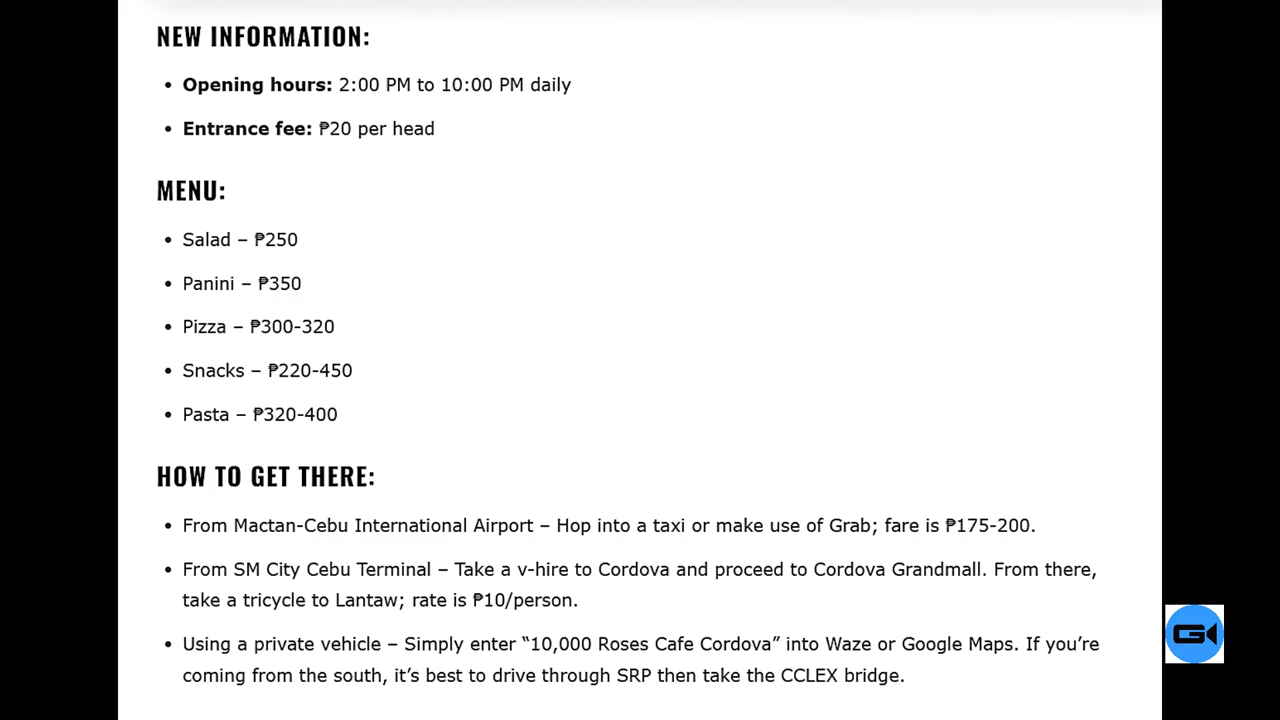 NEW INFORMATION:
• Opening hours: 2:00 PM to 10:00 PM daily
• Entrance fee: ₱20 per head
MENU:
• Salad – ₱250
• Panini – ₱350
• Pizza – ₱300-320
• Snacks – ₱220-450
• Pasta – ₱320-400
HOW TO GET THERE:
• From Mactan-Cebu International Airport – Hop into a taxi or make use of Grab; fare is ₱175-200.
• From SM City Cebu Terminal – Take a v-hire to Cordova and proceed to Cordova Grandmall. From there,
take a tricycle to Lantaw; rate is ₱10/person.
• Using a private vehicle – Simply enter “10,000 Roses Cafe Cordova” into Waze or Google Maps. If you’re
coming from the south, it’s best to drive through SRP then take the CCLEX bridge.
G